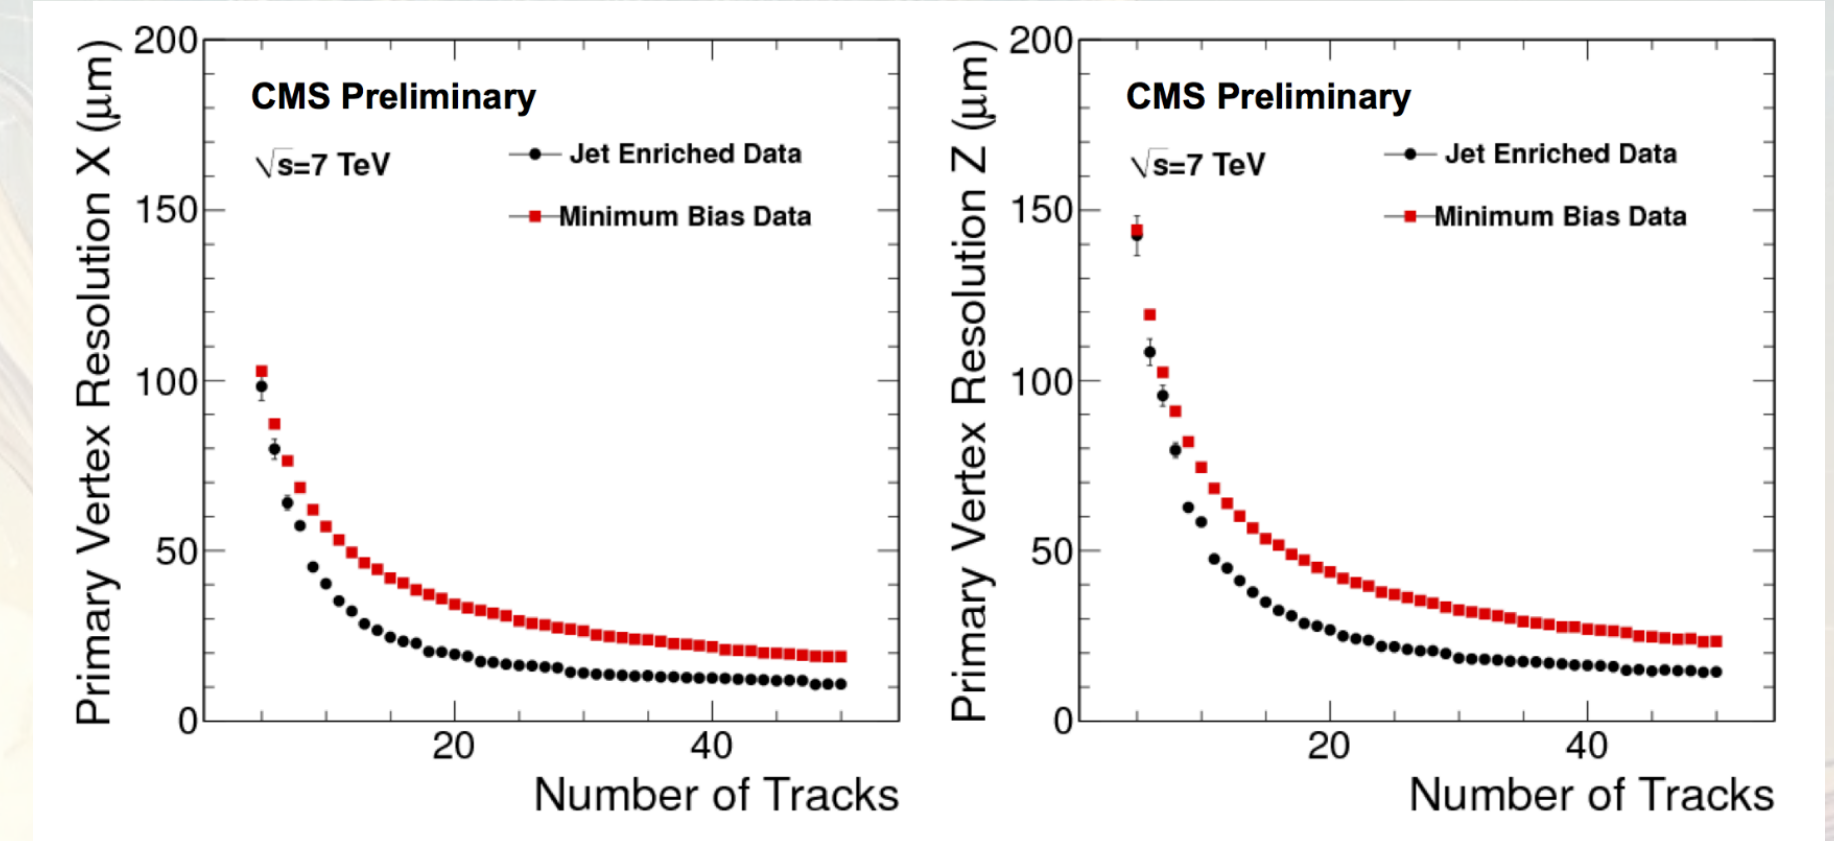 Primary Vertex Resolution X (μm)
200
150
100
50
0
CMS Preliminary
√s=7 TeV
Jet Enriched Data
Minimum Bias Data
20
40
Number of Tracks
Primary Vertex Resolution Z (μm)
200
150
100
50
0
CMS Preliminary
√s=7 TeV
Jet Enriched Data
Minimum Bias Data
20
40
Number of Tracks